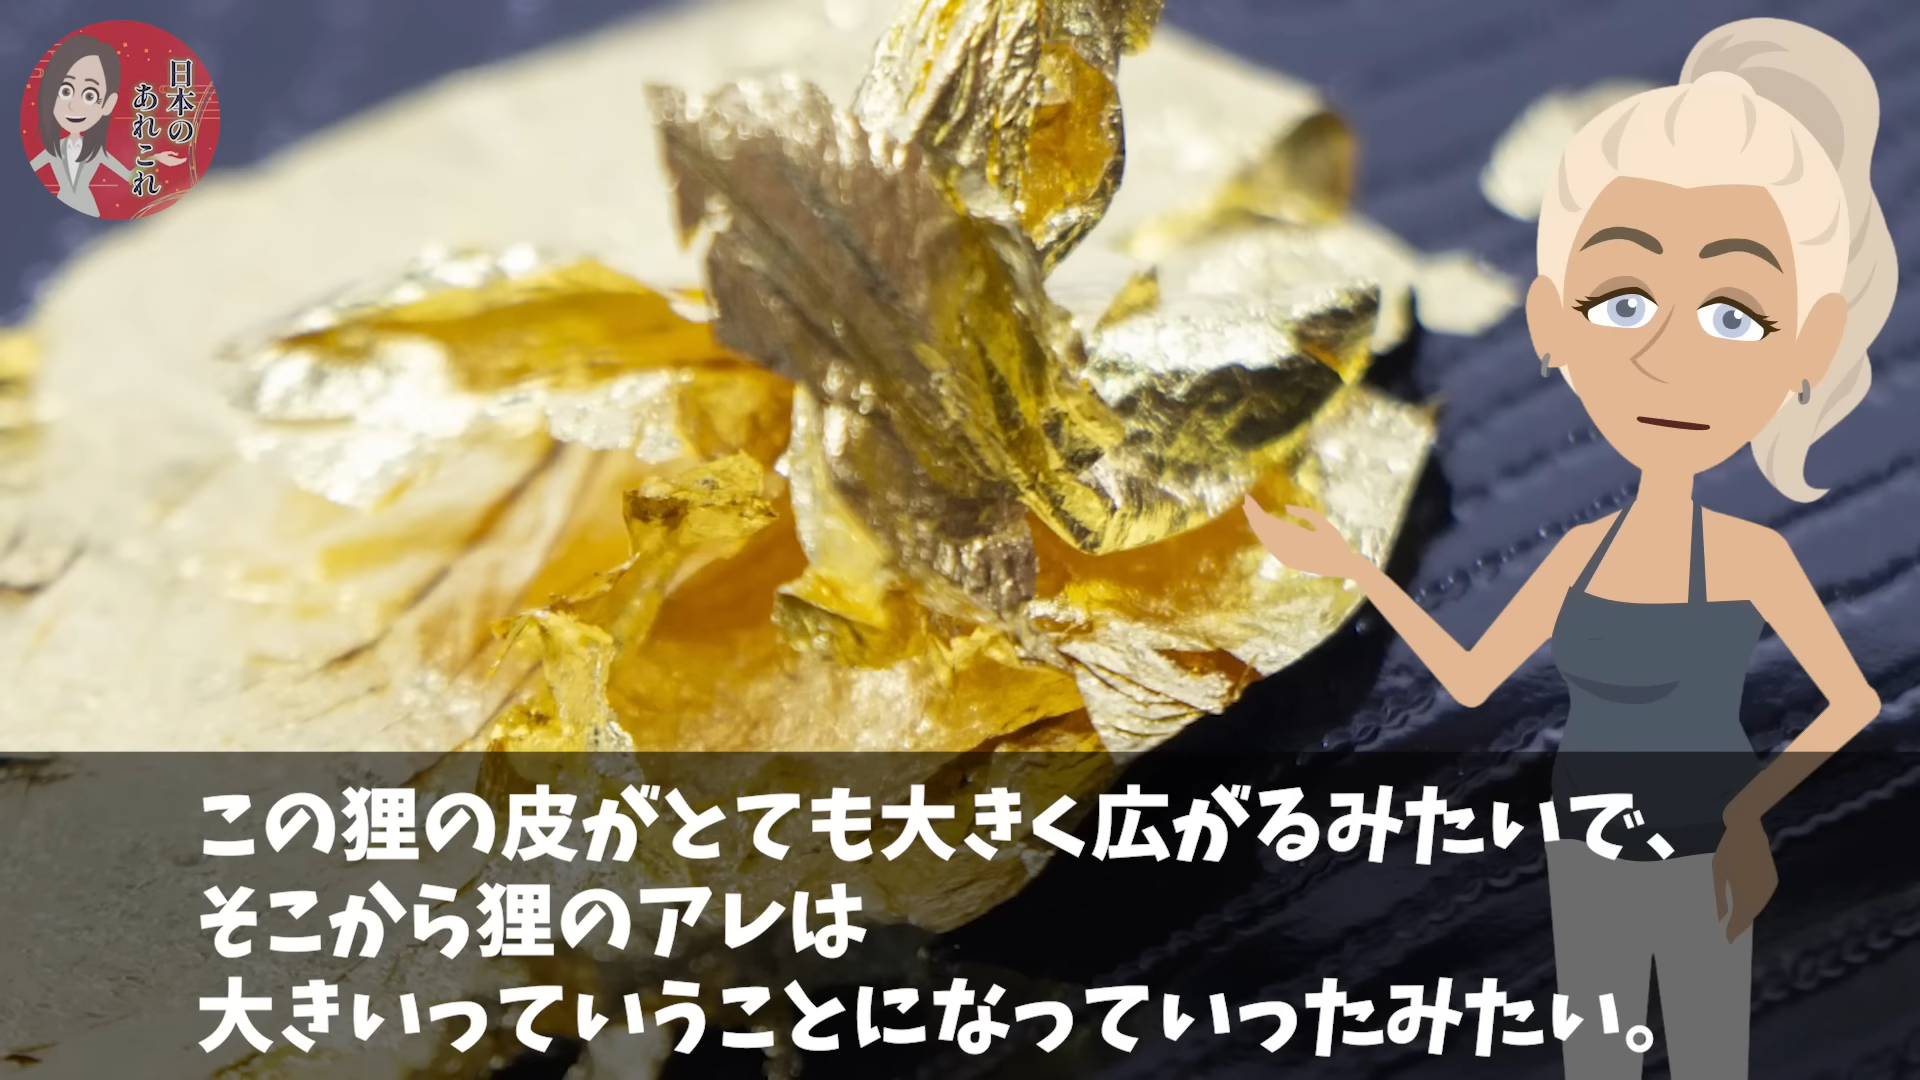 日本の
あれこれ
この狸の皮がとても大きく広がるみたいで、
そこから狸のアレは
大きいっていうことになっていったみたい。